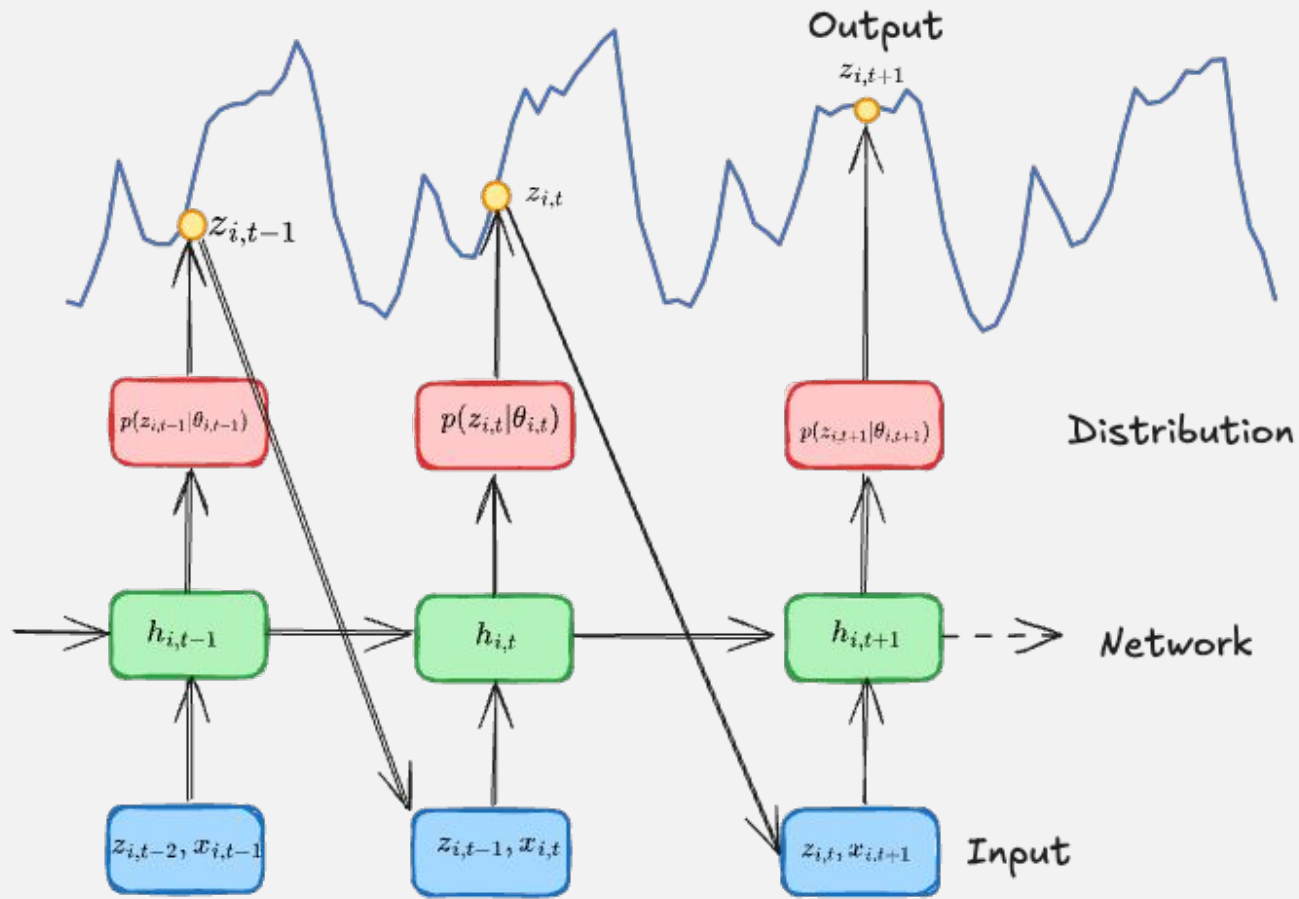 Output
z_{i,t+1}
z_{i,t}
z_{i,t-1}
p(z_{i,t-1}|θ_{i,t-1})
p(z_{i,t}|θ_{i,t})
p(z_{i,t+1}|θ_{i,t+1})
Distribution
h_{i,t-1}
h_{i,t}
h_{i,t+1}
Network
z_{i,t-2}, x_{i,t-1}
z_{i,t-1}, x_{i,t}
z_{i,t}, x_{i,t+1}
Input